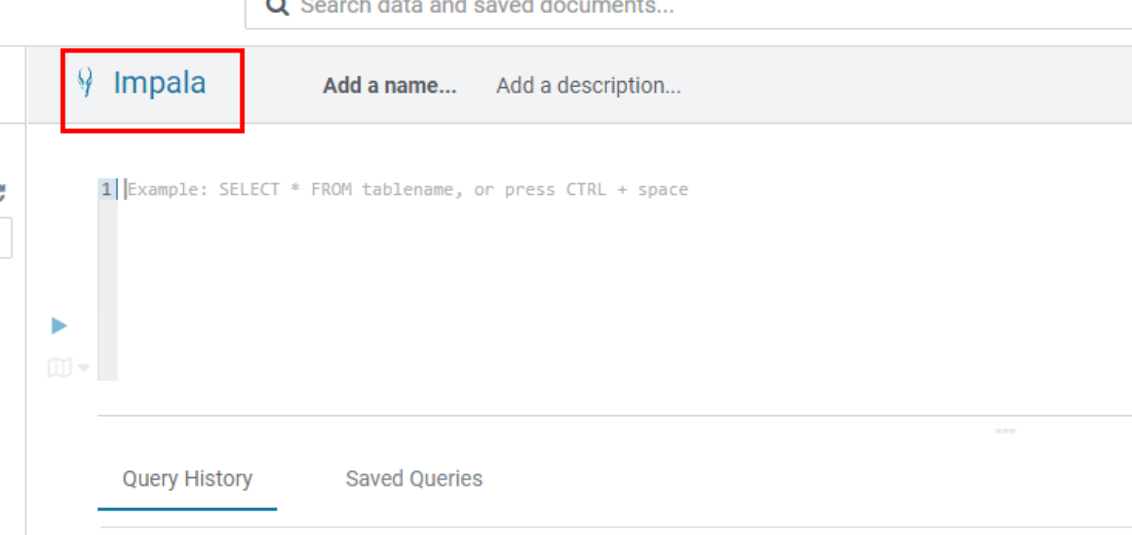 Search data and saved documents...
Impala Add a name... Add a description...
1 Example: SELECT * FROM tablename, or press CTRL + space
Query History Saved Queries